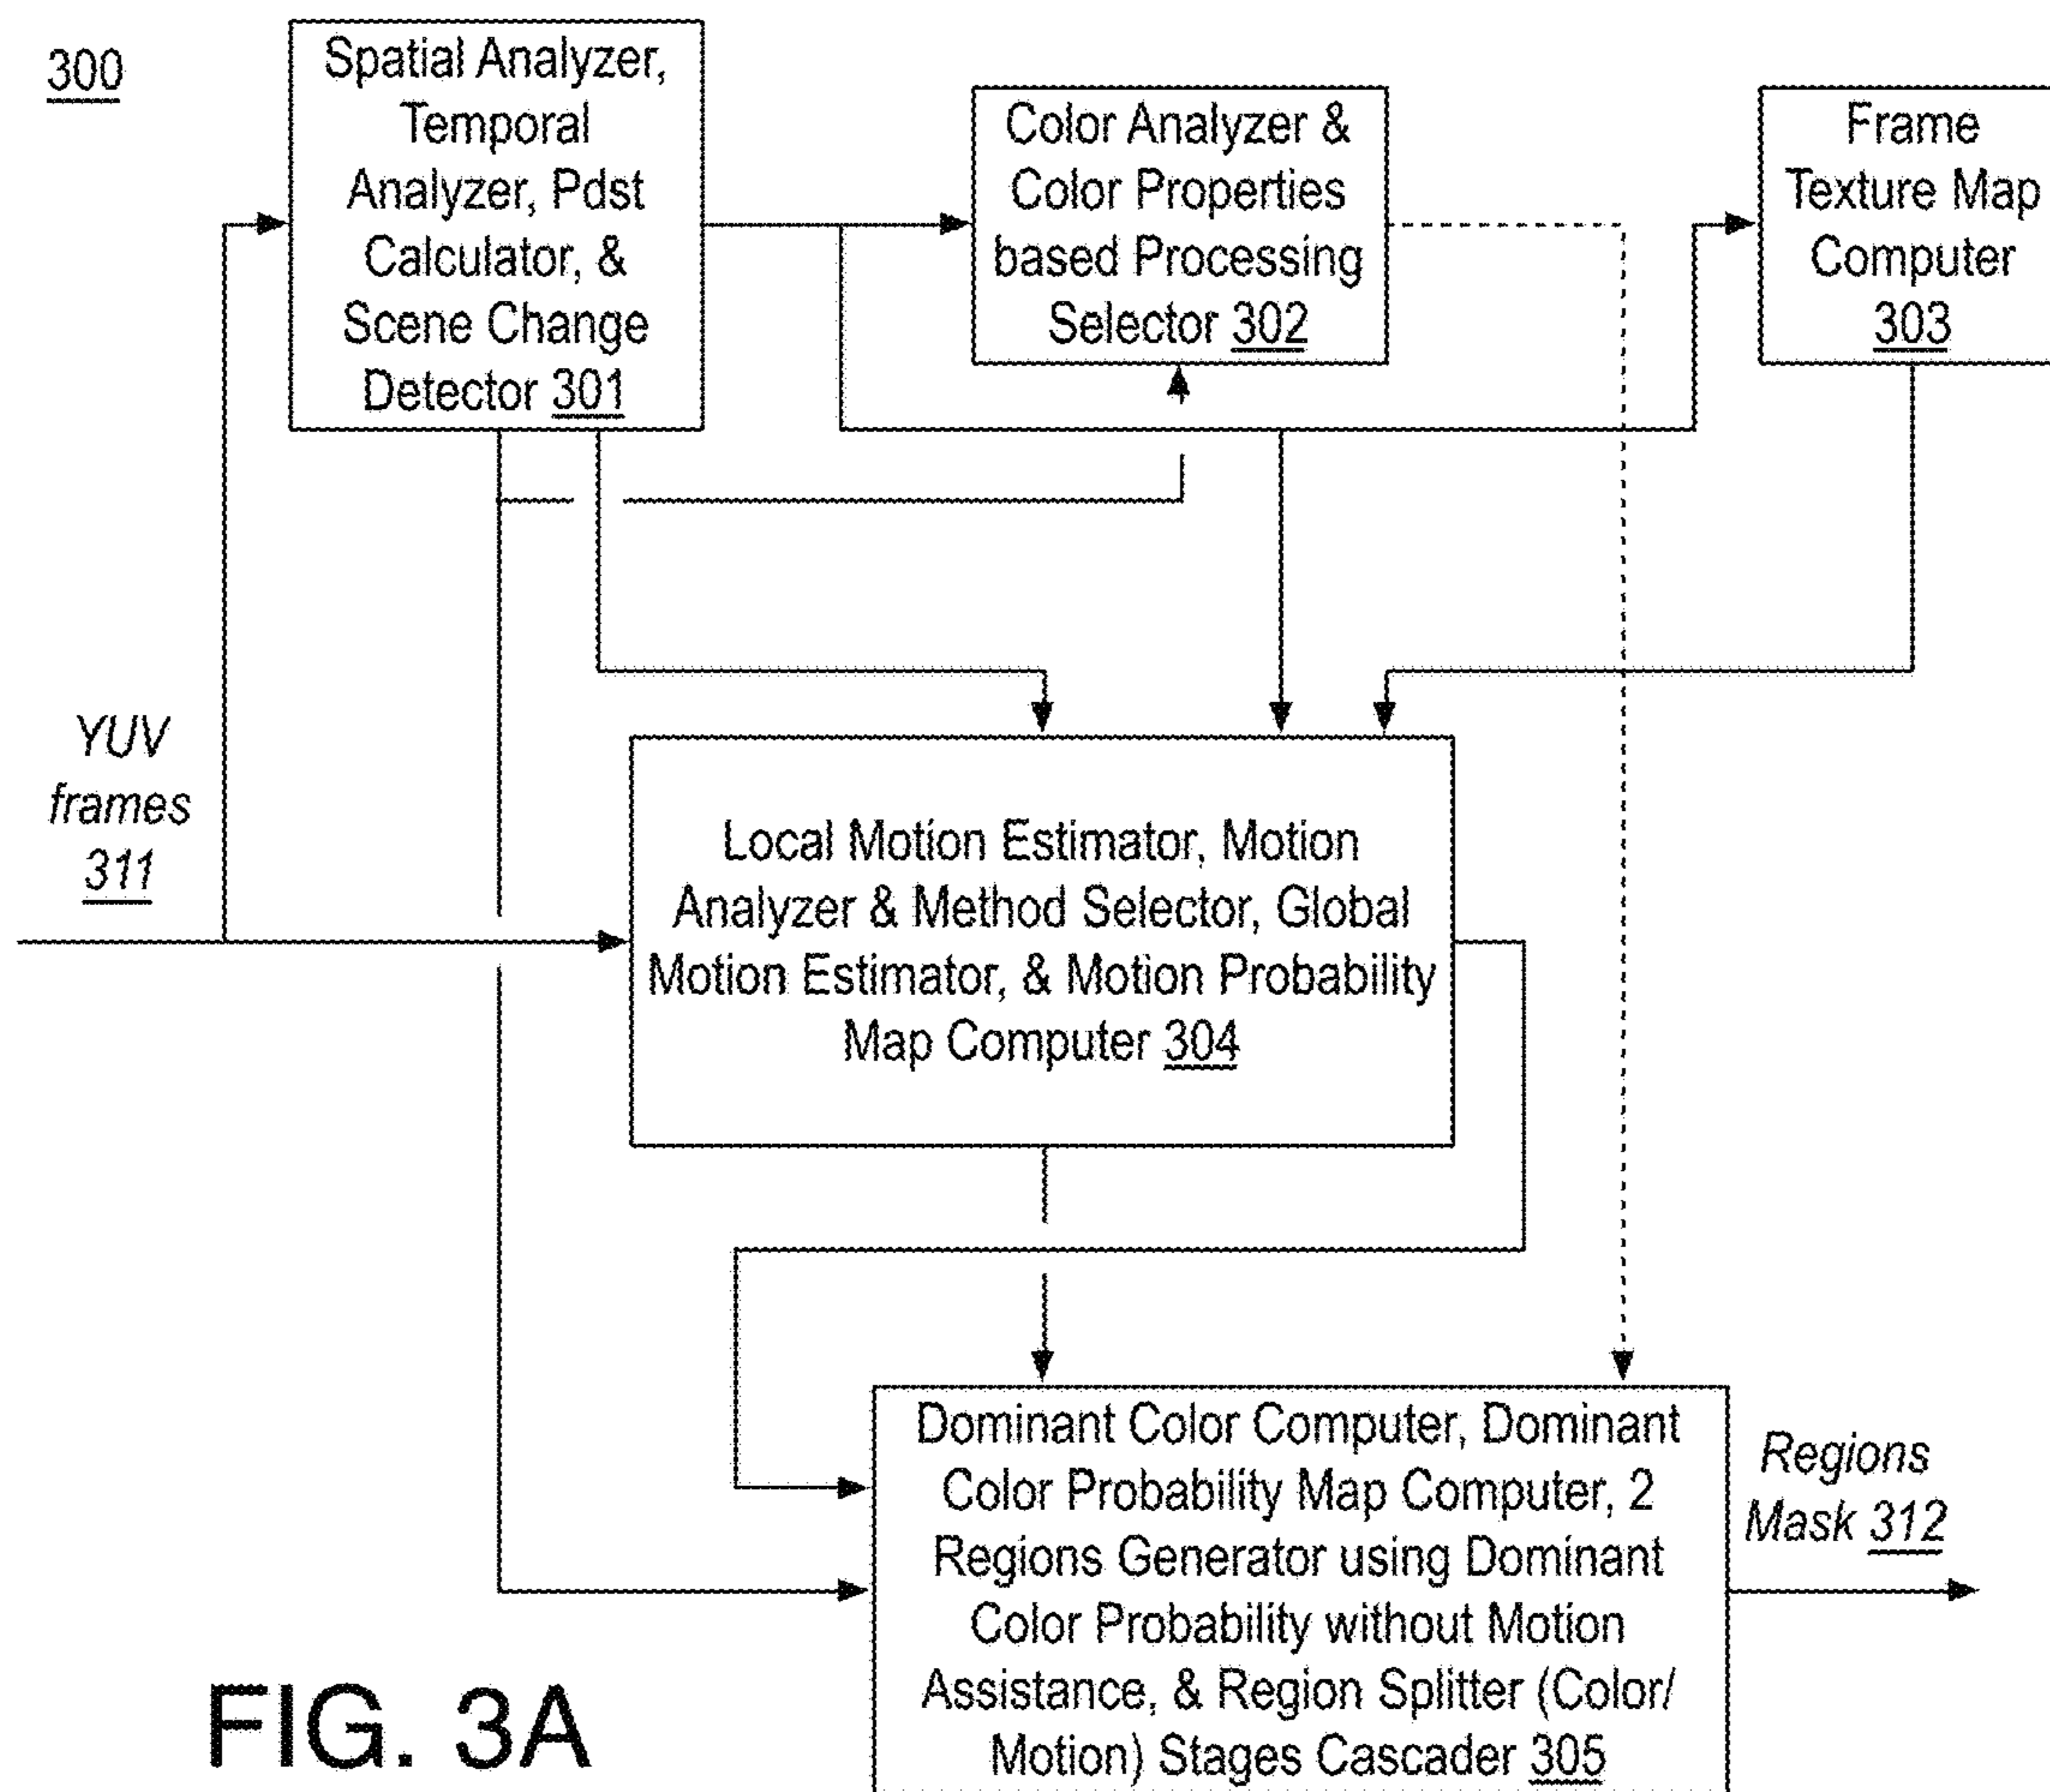 300
Spatial Analyzer,
Temporal
Analyzer, Pdst
Calculator, &
Scene Change
Detector 301
Color Analyzer &
Color Properties
based Processing
Selector 302
Frame
Texture Map
Computer
303
YUV
frames
311
Local Motion Estimator, Motion
Analyzer & Method Selector, Global
Motion Estimator, & Motion Probability
Map Computer 304
Dominant Color Computer, Dominant
Color Probability Map Computer, 2
Regions Generator using Dominant
Color Probability without Motion
Assistance, & Region Splitter (Color/
Motion) Stages Cascader 305
Regions
Mask 312
FIG. 3A